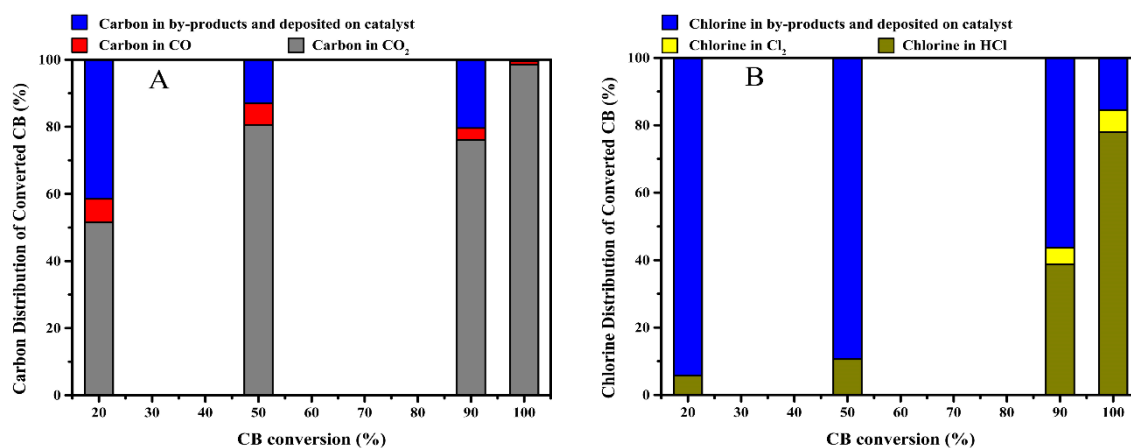 Carbon in by-products and deposited on catalyst
Carbon in CO Carbon in CO₂
A
Carbon Distribution of Converted CB (%)
100
80
60
40
20
0
20 30 40 50 60 70 80 90 100
CB conversion (%)
Chlorine in by-products and deposited on catalyst
Chlorine in Cl₂ Chlorine in HCl
B
Chlorine Distribution of Converted CB (%)
100
80
60
40
20
0
20 30 40 50 60 70 80 90 100
CB conversion (%)